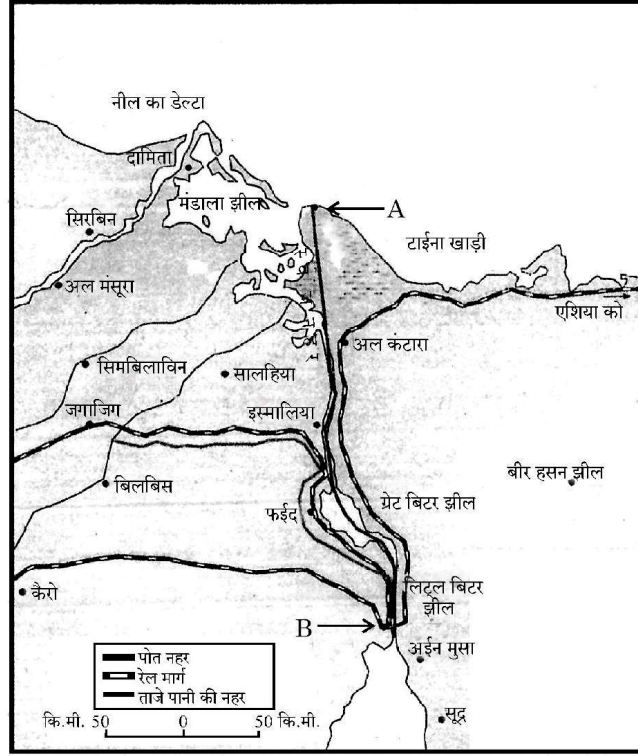 नील का डेल्टा
दामिता
मंडाला झील
A
सिरबिन
टाईना खाड़ी
अल मंसूरा
एशिया को
अल कंटारा
सिमबिलाविन
सालहिया
जगाजिग
इस्मालिया
बीर हसन झील
बिलबिस
ग्रेट बिटर झील
फईद
लिट्ल बिटर
झील
कैरो
B
अईन मुसा
पोत नहर
रेल मार्ग
ताजे पानी की नहर
सूद्र
कि.मी. 50 0 50 कि.मी.